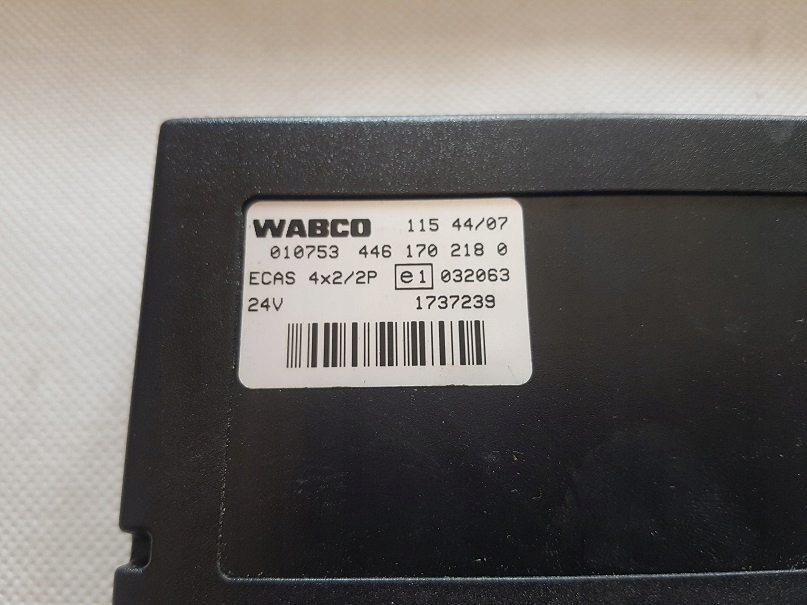 WABCO 115 44/07
010753 446 170 218 0
ECAS 4x2/2P e1 032063
24V 1737239